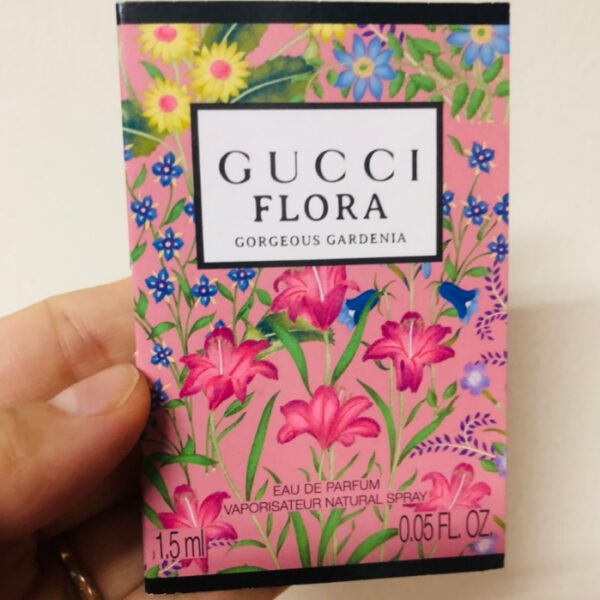 GUCCI
FLORA
GORGEOUS GARDENIA
EAU DE PARFUM
VAPORISATEUR NATURAL SPRAY
1.5 ml 0.05 FL. OZ.